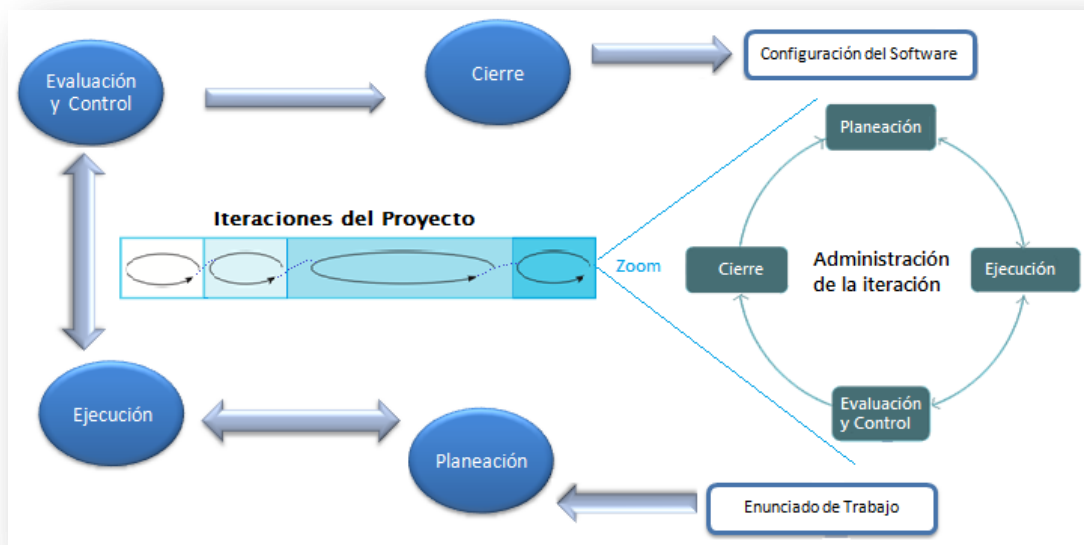 Evaluación
y Control
Cierre
Configuración del Software
Planeación
Iteraciones del Proyecto
Zoom
Cierre
Administración
de la iteración
Ejecución
Evaluación
y Control
Ejecución
Planeación
Enunciado de Trabajo